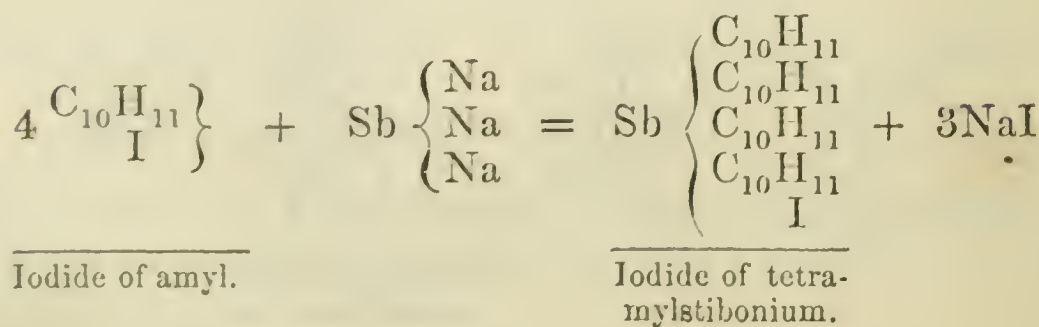 C₁₀H₁₁
C₁₀H₁₁ Na C₁₀H₁₁
4 I } + Sb { Na = Sb { C₁₀H₁₁ + 3NaI
Na C₁₀H₁₁
I
Iodide of amyl. Iodide of tetra-
mylstibonium.